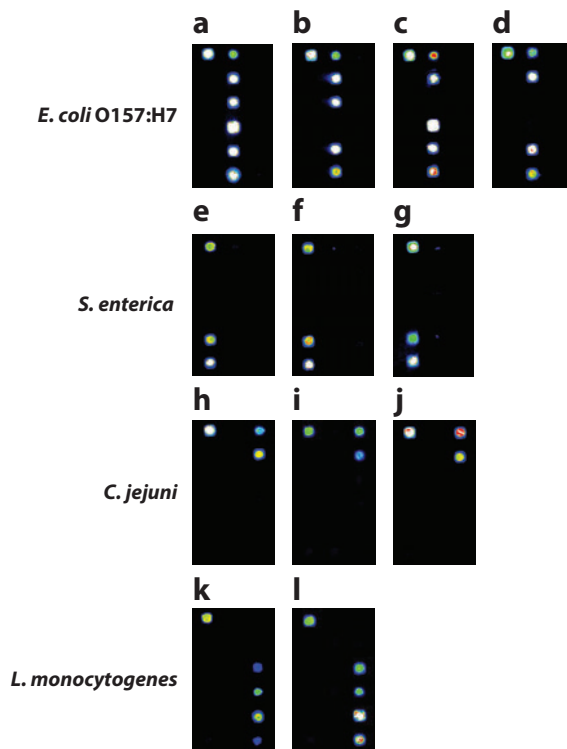 a b c d
E. coli O157:H7
e f g
S. enterica
h i j
C. jejuni
k l
L. monocytogenes